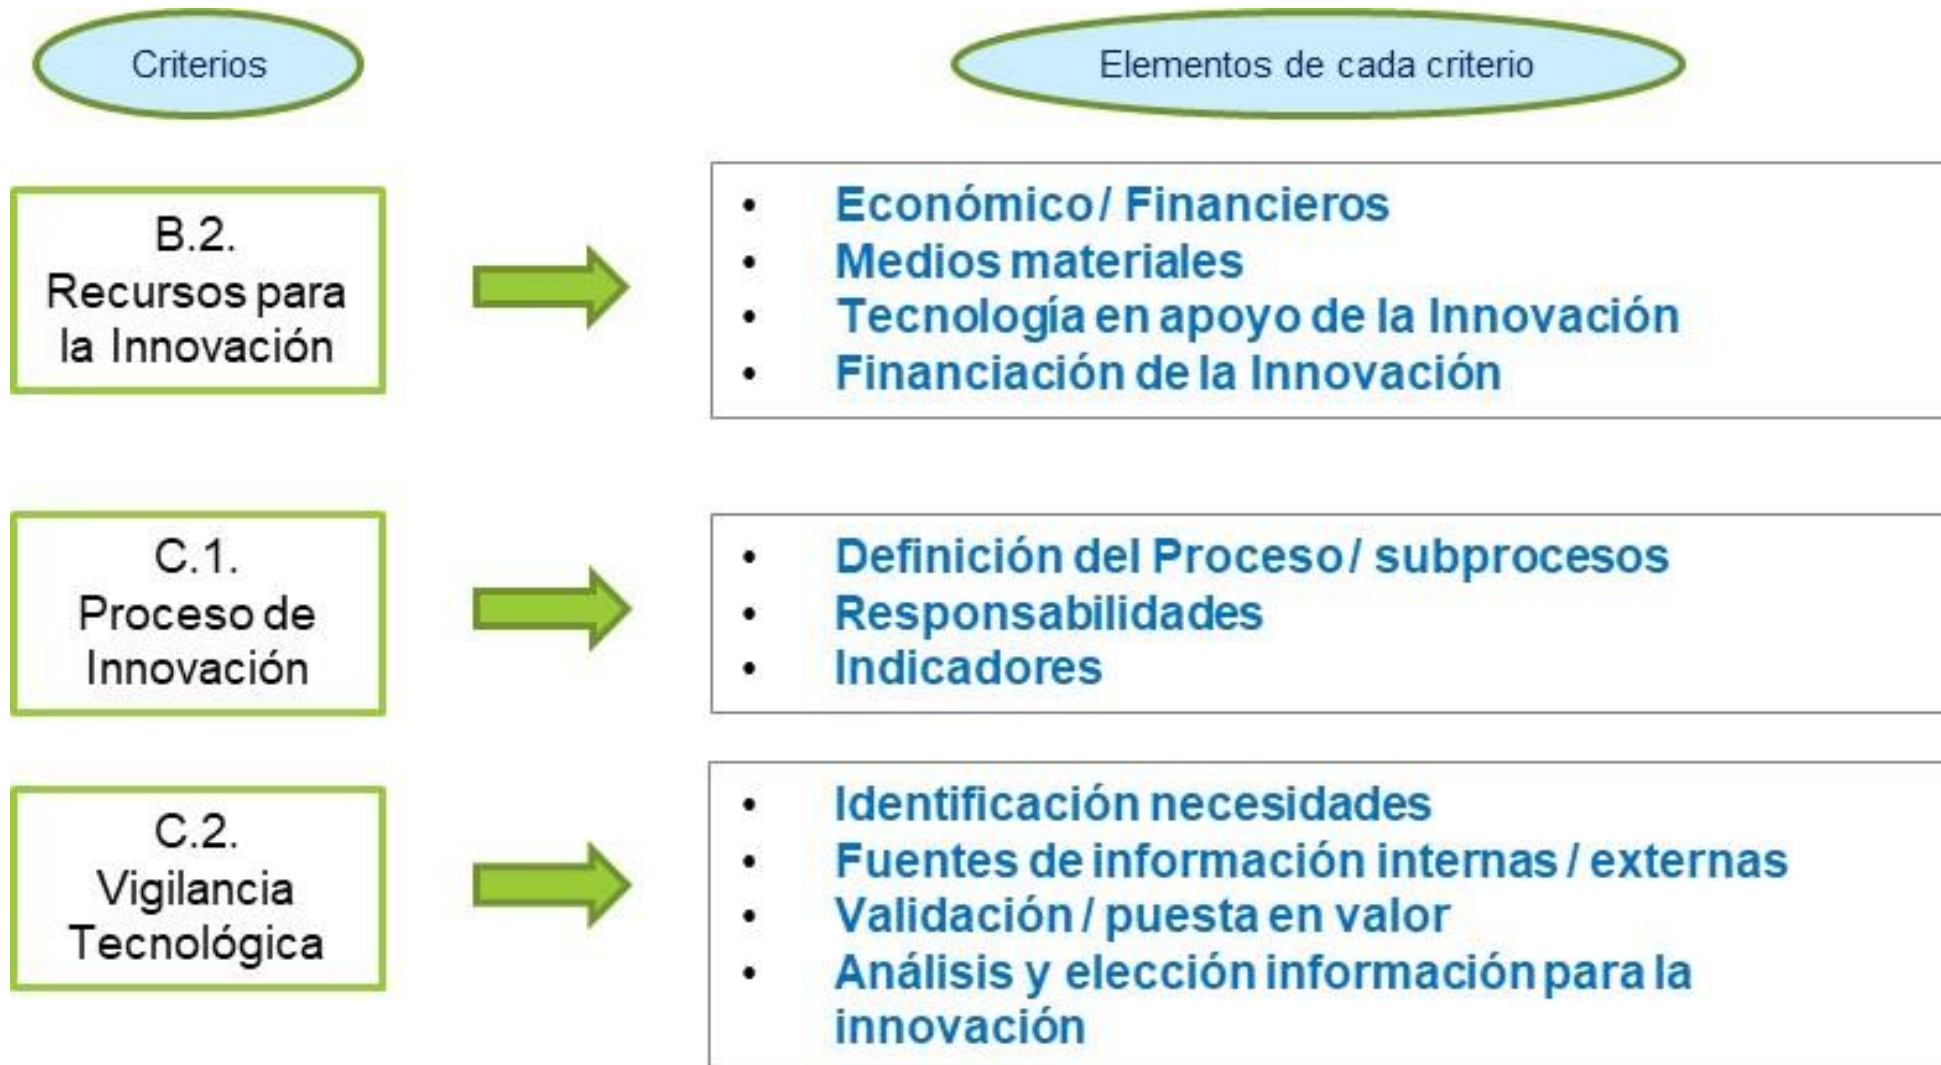 Criterios
Elementos de cada criterio
B.2.
Recursos para
la Innovación
• Económico / Financieros
• Medios materiales
• Tecnología en apoyo de la Innovación
• Financiación de la Innovación
C.1.
Proceso de
Innovación
• Definición del Proceso / subprocesos
• Responsabilidades
• Indicadores
C.2.
Vigilancia
Tecnológica
• Identificación necesidades
• Fuentes de información internas / externas
• Validación / puesta en valor
• Análisis y elección información para la
innovación